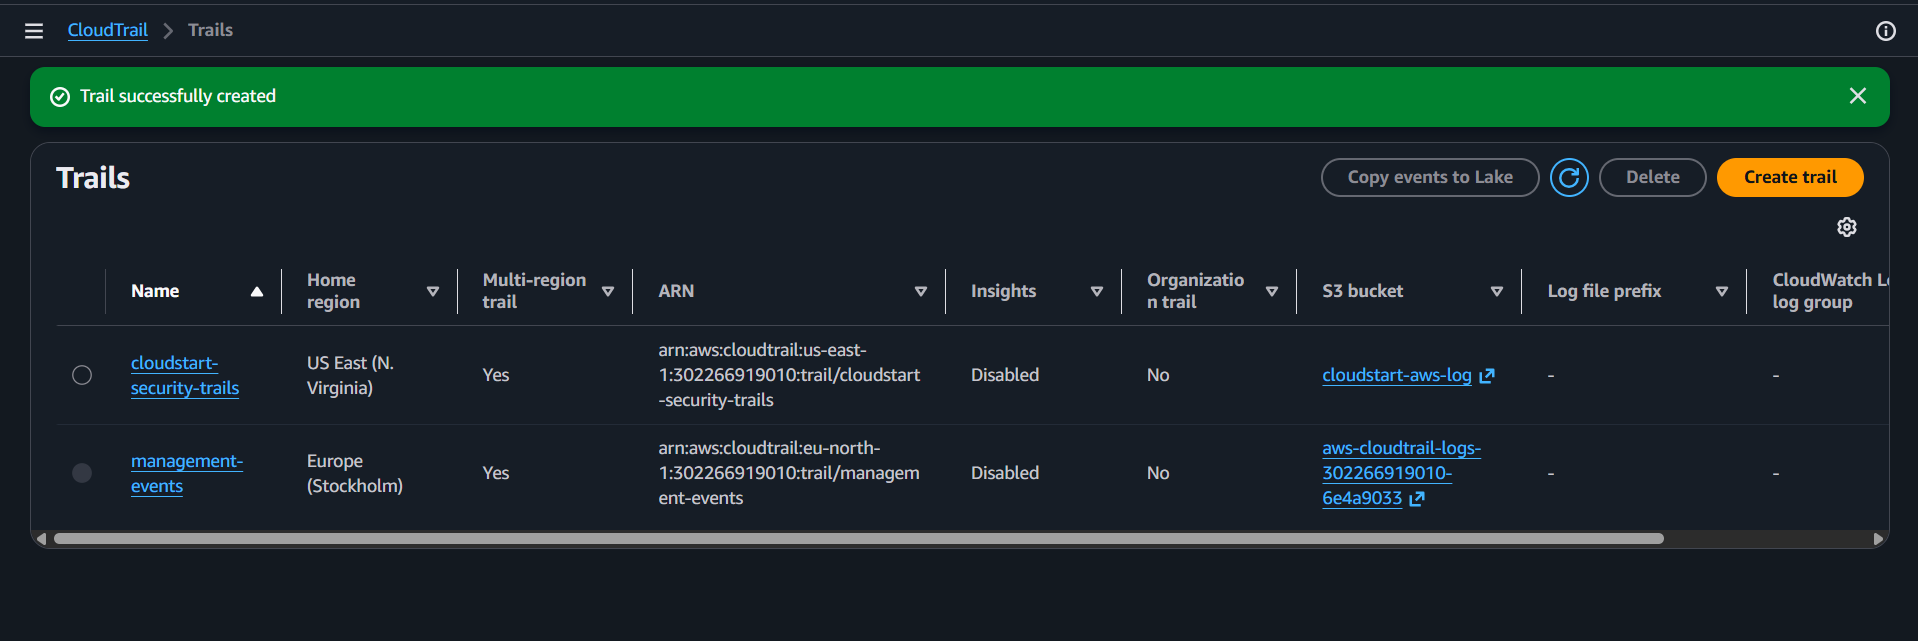 CloudTrail
Trails
Trail successfully created
Trails
Copy events to Lake
Delete
Create trail
Name
Home
region
Multi-region
trail
ARN
Insights
Organizatio
n trail
S3 bucket
Log file prefix
CloudWatch L
log group
cloudstart-
security-trails
US East (N.
Virginia)
Yes
arn:aws:cloudtrail:us-east-
1:302266919010:trail/cloudstart
-security-trails
Disabled
No
cloudstart-aws-log
-
-
management-
events
Europe
(Stockholm)
Yes
arn:aws:cloudtrail:eu-north-
1:302266919010:trail/managem
ent-events
Disabled
No
aws-cloudtrail-logs-
302266919010-
6e4a9033
-
-